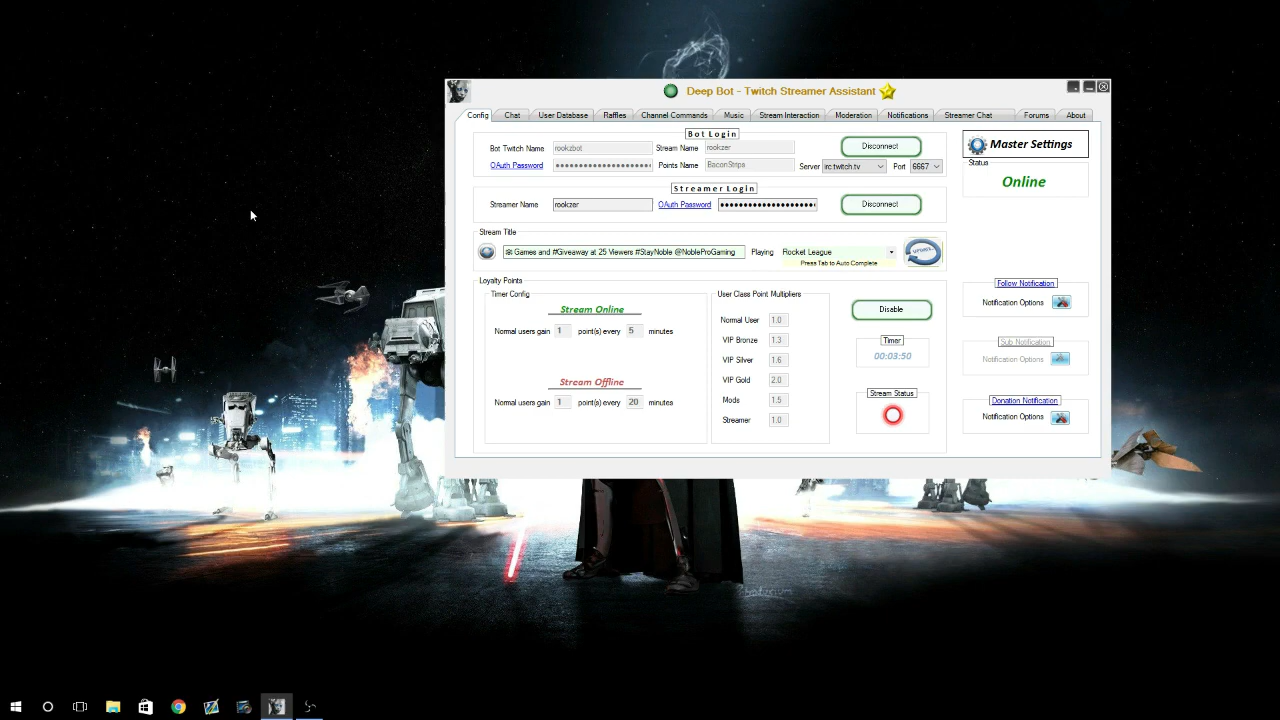 Deep Bot - Twitch Streamer Assistant
Config Chat User Database Raffles Channel Commands Music Stream Interaction Moderation Notifications Streamer Chat Forums About
Bot Login
Bot Twitch Name rookzbot Stream Name rookzer Disconnect
OAuth Password ●●●●●●●●●●●●●●●●●● Points Name BaconStrips Server irc.twitch.tv Port 6667
Streamer Login
Streamer Name rookzer OAuth Password ●●●●●●●●●●●●●●●●●●●● Disconnect
Stream Title
Games and #Giveaway at 25 Viewers #StayNoble @NobleProGaming Playing Rocket League UPDATE
Press Tab to Auto Complete
Loyalty Points
Timer Config
Stream Online
Normal users gain 1 point(s) every 5 minutes
Stream Offline
Normal users gain 1 point(s) every 20 minutes
User Class Point Multipliers
Normal User 1.0
VIP Bronze 1.3
VIP Silver 1.6
VIP Gold 2.0
Mods 1.5
Streamer 1.0
Disable
Timer
00:03:50
Stream Status
Master Settings
Status
Online
Follow Notification
Notification Options
Sub Notification
Notification Options
Donation Notification
Notification Options